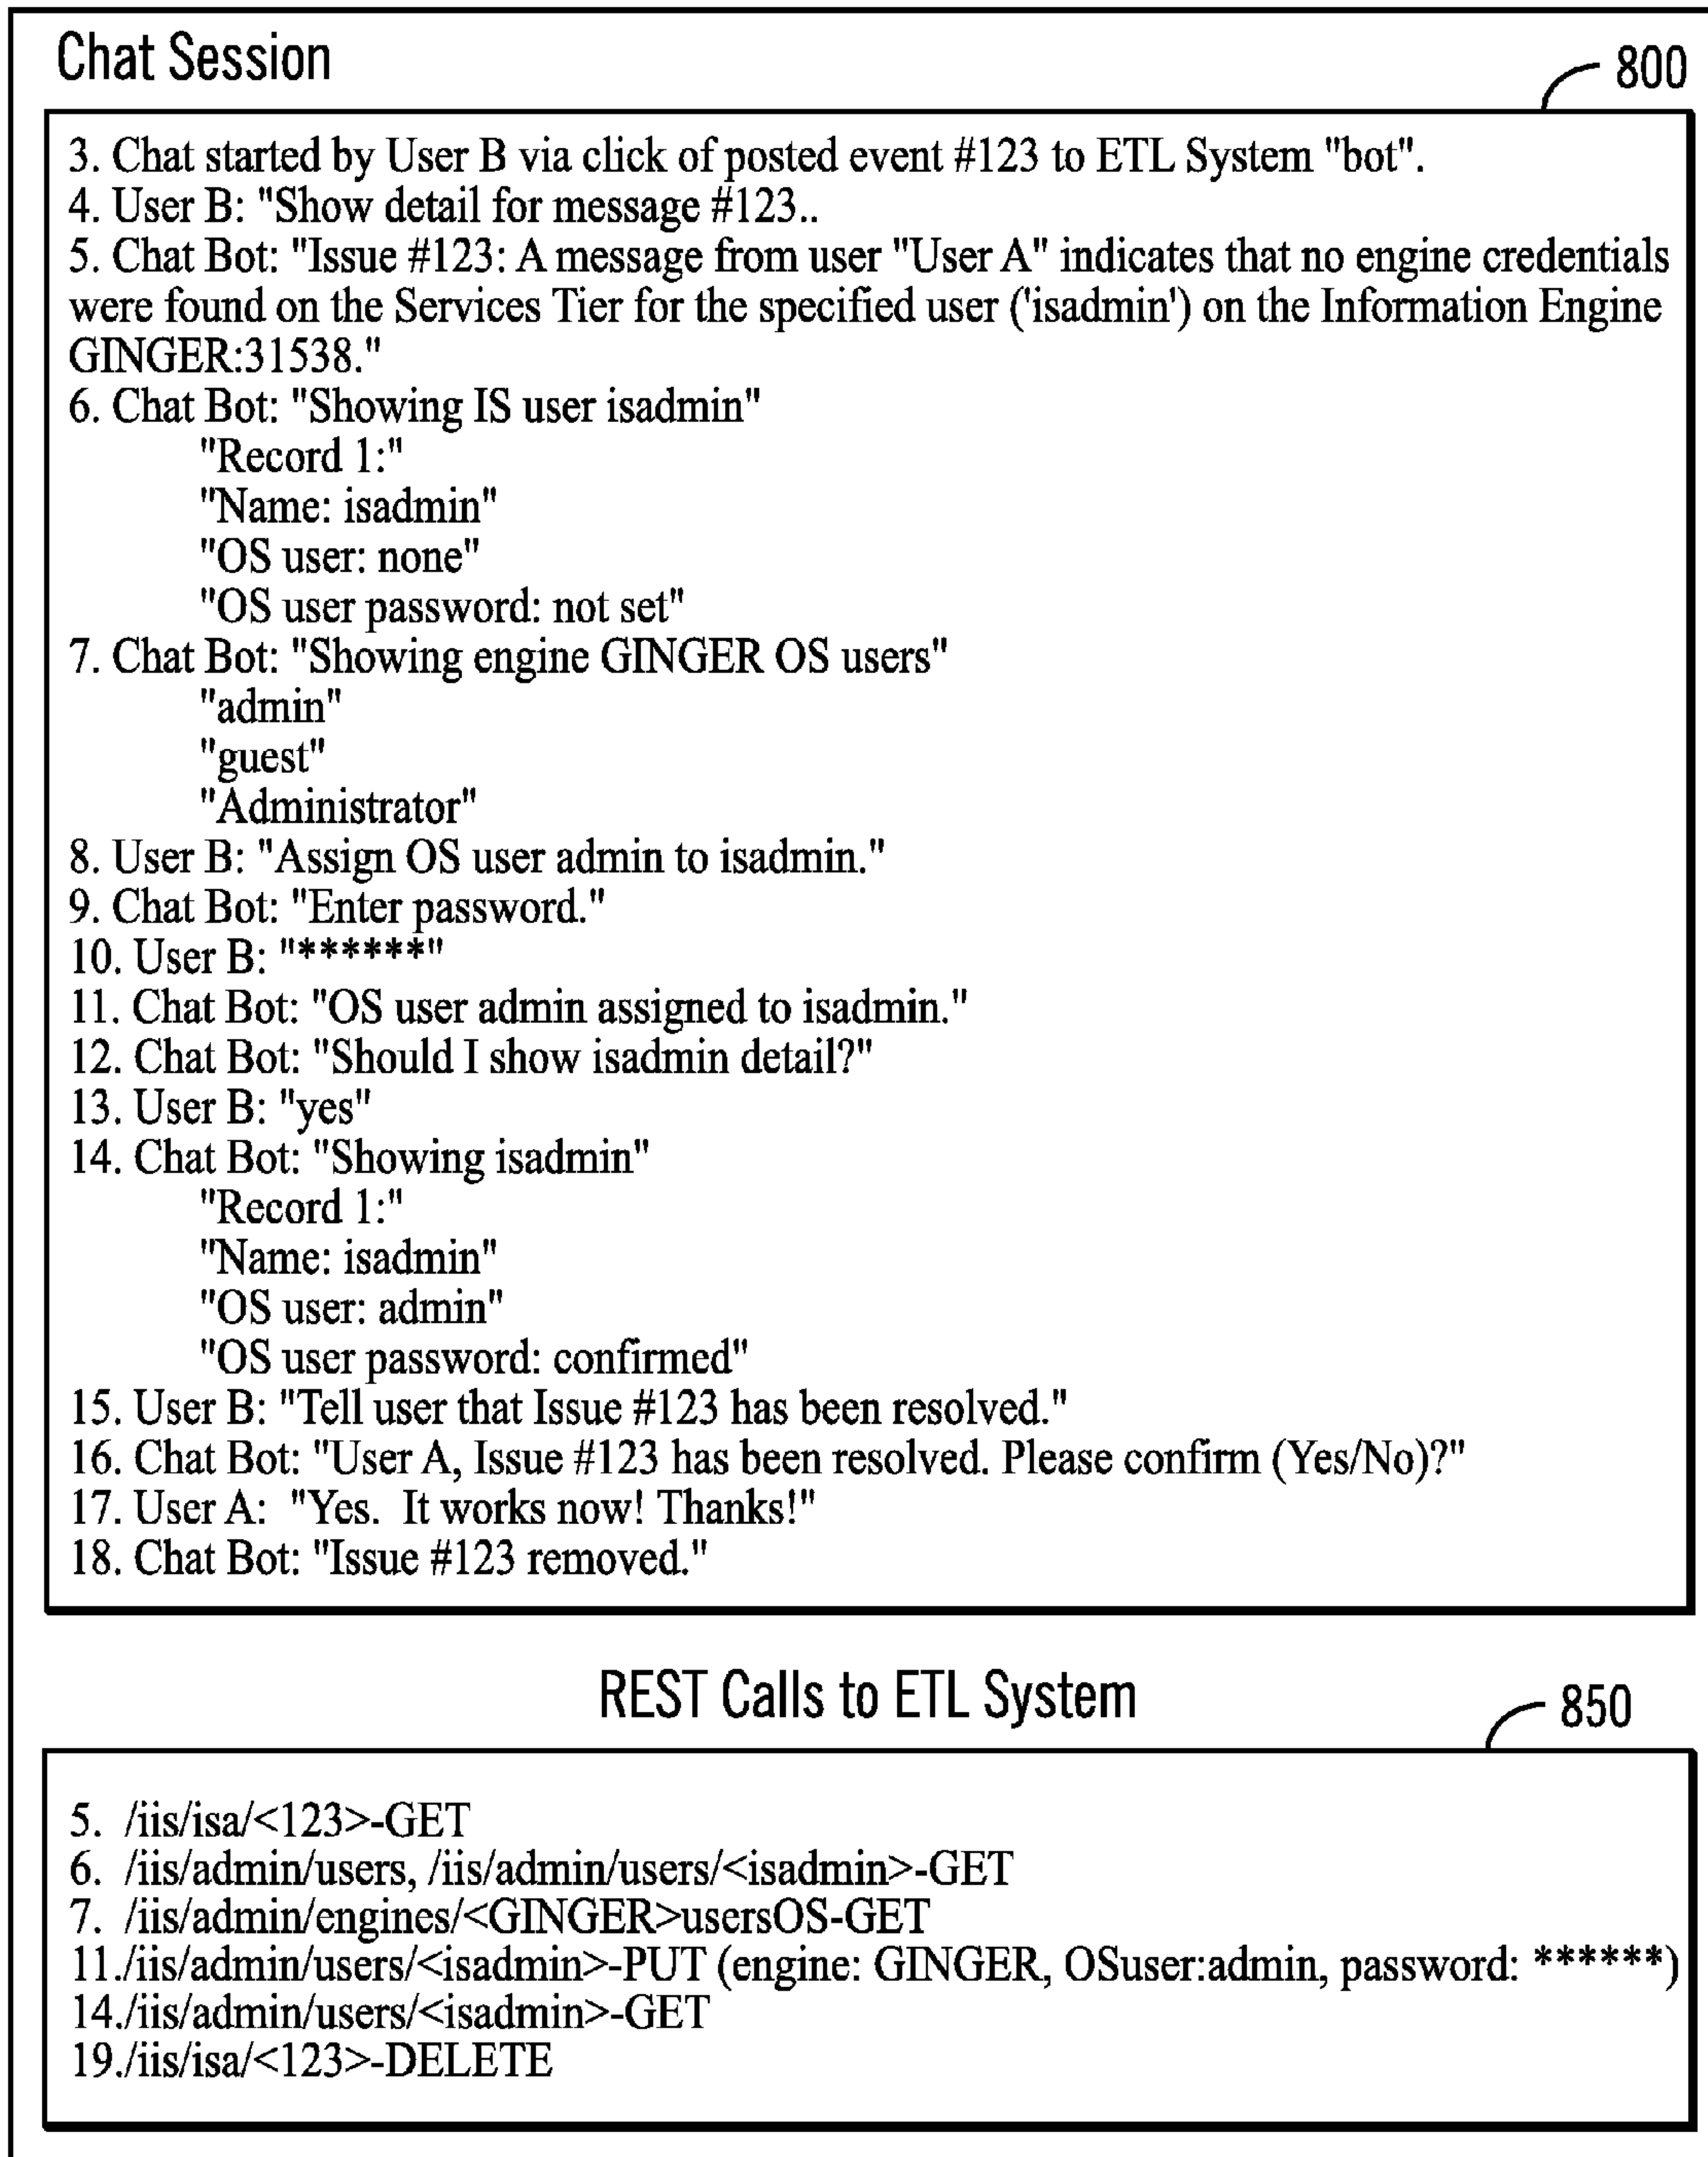 Chat Session
800
3. Chat started by User B via click of posted event #123 to ETL System "bot".
4. User B: "Show detail for message #123..
5. Chat Bot: "Issue #123: A message from user "User A" indicates that no engine credentials
were found on the Services Tier for the specified user ('isadmin') on the Information Engine
GINGER:31538."
6. Chat Bot: "Showing IS user isadmin"
"Record 1:"
"Name: isadmin"
"OS user: none"
"OS user password: not set"
7. Chat Bot: "Showing engine GINGER OS users"
"admin"
"guest"
"Administrator"
8. User B: "Assign OS user admin to isadmin."
9. Chat Bot: "Enter password."
10. User B: "******"
11. Chat Bot: "OS user admin assigned to isadmin."
12. Chat Bot: "Should I show isadmin detail?"
13. User B: "yes"
14. Chat Bot: "Showing isadmin"
"Record 1:"
"Name: isadmin"
"OS user: admin"
"OS user password: confirmed"
15. User B: "Tell user that Issue #123 has been resolved."
16. Chat Bot: "User A, Issue #123 has been resolved. Please confirm (Yes/No)?"
17. User A:  "Yes.  It works now! Thanks!"
18. Chat Bot: "Issue #123 removed."
REST Calls to ETL System
850
5.  /iis/isa/<123>-GET
6.  /iis/admin/users, /iis/admin/users/<isadmin>-GET
7.  /iis/admin/engines/<GINGER>usersOS-GET
11./iis/admin/users/<isadmin>-PUT (engine: GINGER, OSuser:admin, password: ******)
14./iis/admin/users/<isadmin>-GET
19./iis/isa/<123>-DELETE